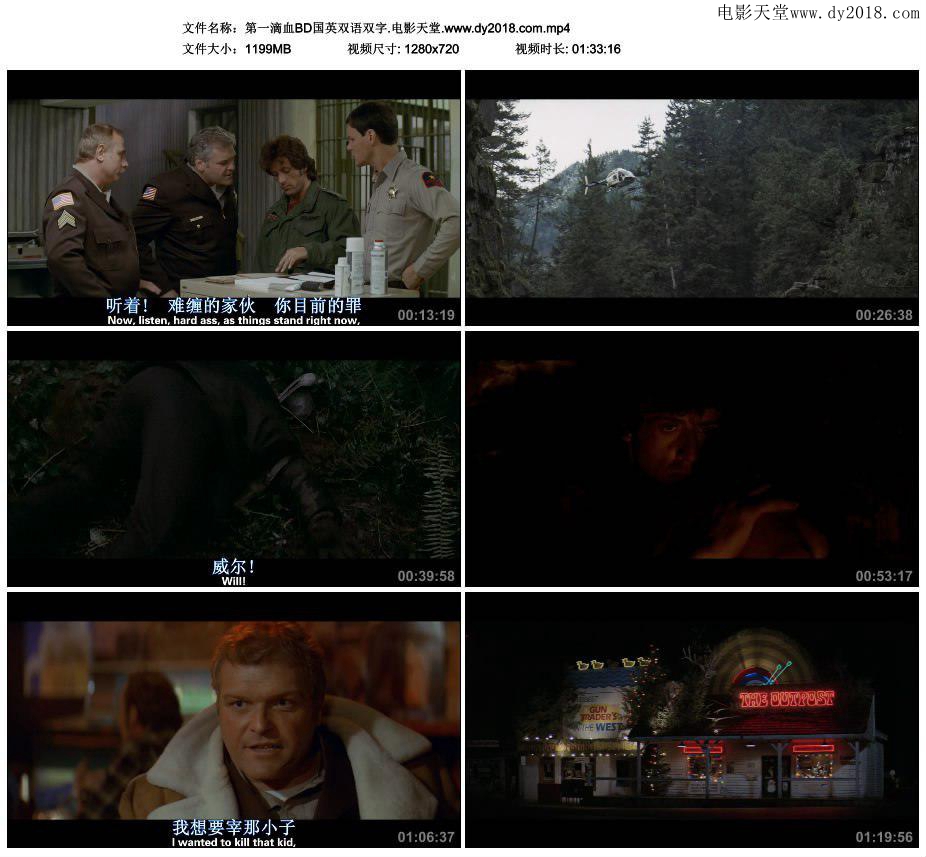 电影天堂www.dy2018.com
文件名称: 第一滴血BD国英双语双字.电影天堂.www.dy2018.com.mp4
文件大小: 1199MB 视频尺寸: 1280x720 视频时长: 01:33:16
听着！ 难缠的家伙 你目前的罪
Now, listen, hard ass, as things stand right now,
00:13:19
00:26:38
威尔！
Will!
00:39:58
00:53:17
我想要宰那小子
I wanted to kill that kid,
01:06:37
GUN
TRADER'S
THE WEST
THE OUTPOST
01:19:56